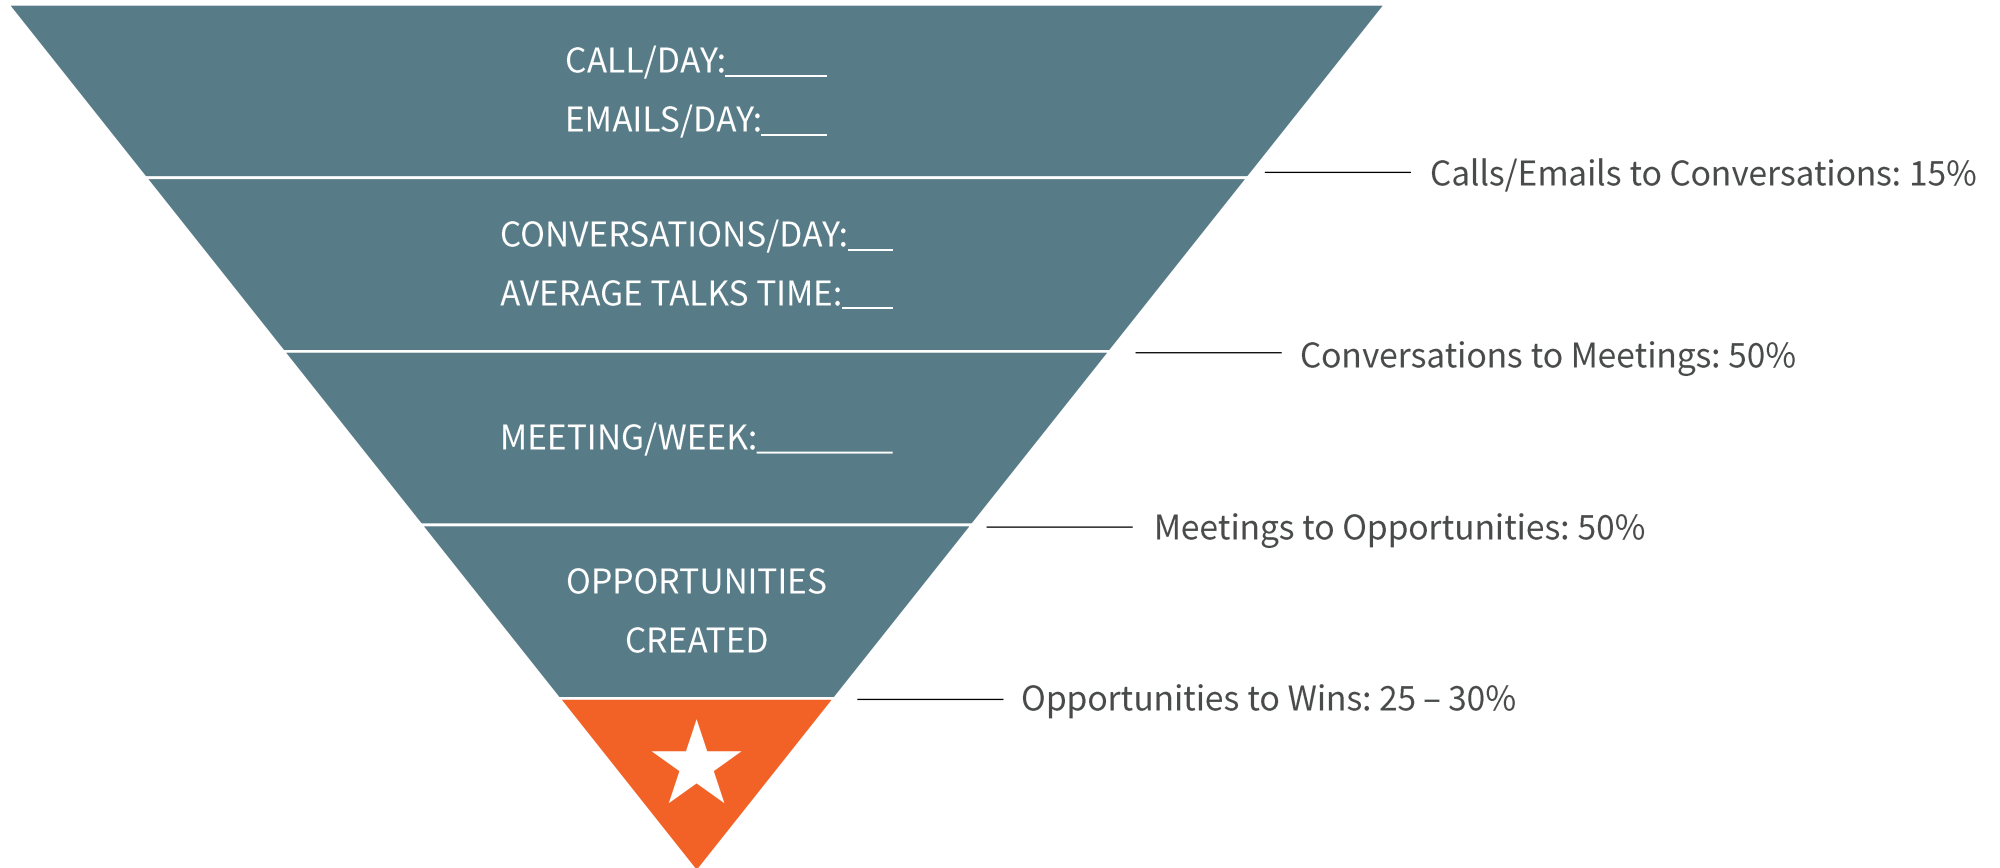 CALL/DAY:______
EMAILS/DAY:____
Calls/Emails to Conversations: 15%
CONVERSATIONS/DAY:___
AVERAGE TALKS TIME:___
Conversations to Meetings: 50%
MEETING/WEEK:________
Meetings to Opportunities: 50%
OPPORTUNITIES
CREATED
Opportunities to Wins: 25 – 30%